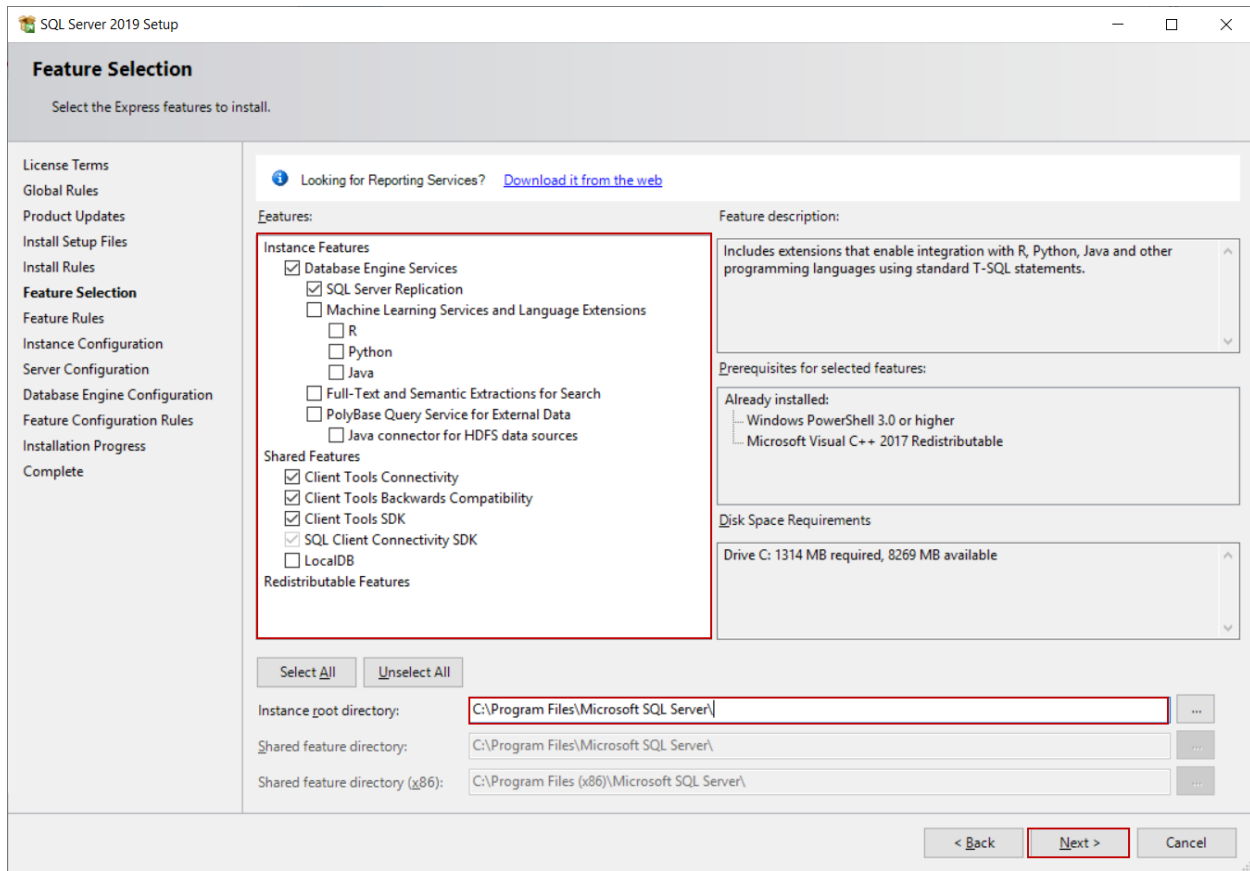 SQL Server 2019 Setup
Feature Selection
Select the Express features to install.
License Terms
Global Rules
Product Updates
Install Setup Files
Install Rules
Feature Selection
Feature Rules
Instance Configuration
Server Configuration
Database Engine Configuration
Feature Configuration Rules
Installation Progress
Complete
Looking for Reporting Services? Download it from the web
Features:
Instance Features
Database Engine Services
SQL Server Replication
Machine Learning Services and Language Extensions
R
Python
Java
Full-Text and Semantic Extractions for Search
PolyBase Query Service for External Data
Java connector for HDFS data sources
Shared Features
Client Tools Connectivity
Client Tools Backwards Compatibility
Client Tools SDK
SQL Client Connectivity SDK
LocalDB
Redistributable Features
Feature description:
Includes extensions that enable integration with R, Python, Java and other
programming languages using standard T-SQL statements.
Prerequisites for selected features:
Already installed:
Windows PowerShell 3.0 or higher
Microsoft Visual C++ 2017 Redistributable
Disk Space Requirements
Drive C: 1314 MB required, 8269 MB available
Select All Unselect All
Instance root directory: C:\Program Files\Microsoft SQL Server\ ...
Shared feature directory: C:\Program Files\Microsoft SQL Server\ ...
Shared feature directory (x86): C:\Program Files (x86)\Microsoft SQL Server\ ...
< Back Next > Cancel